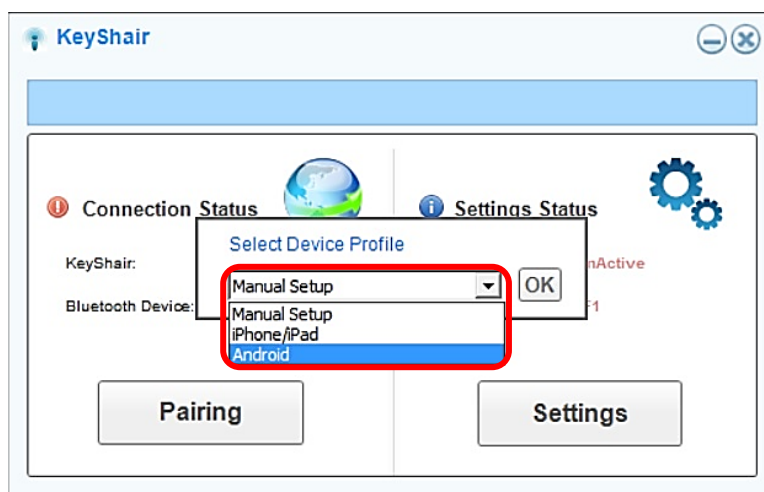 KeyShair
Connection Status
Settings Status
Select Device Profile
KeyShair:
nActive
Manual Setup
OK
Bluetooth Device:
F1
Manual Setup
iPhone/iPad
Android
Pairing
Settings